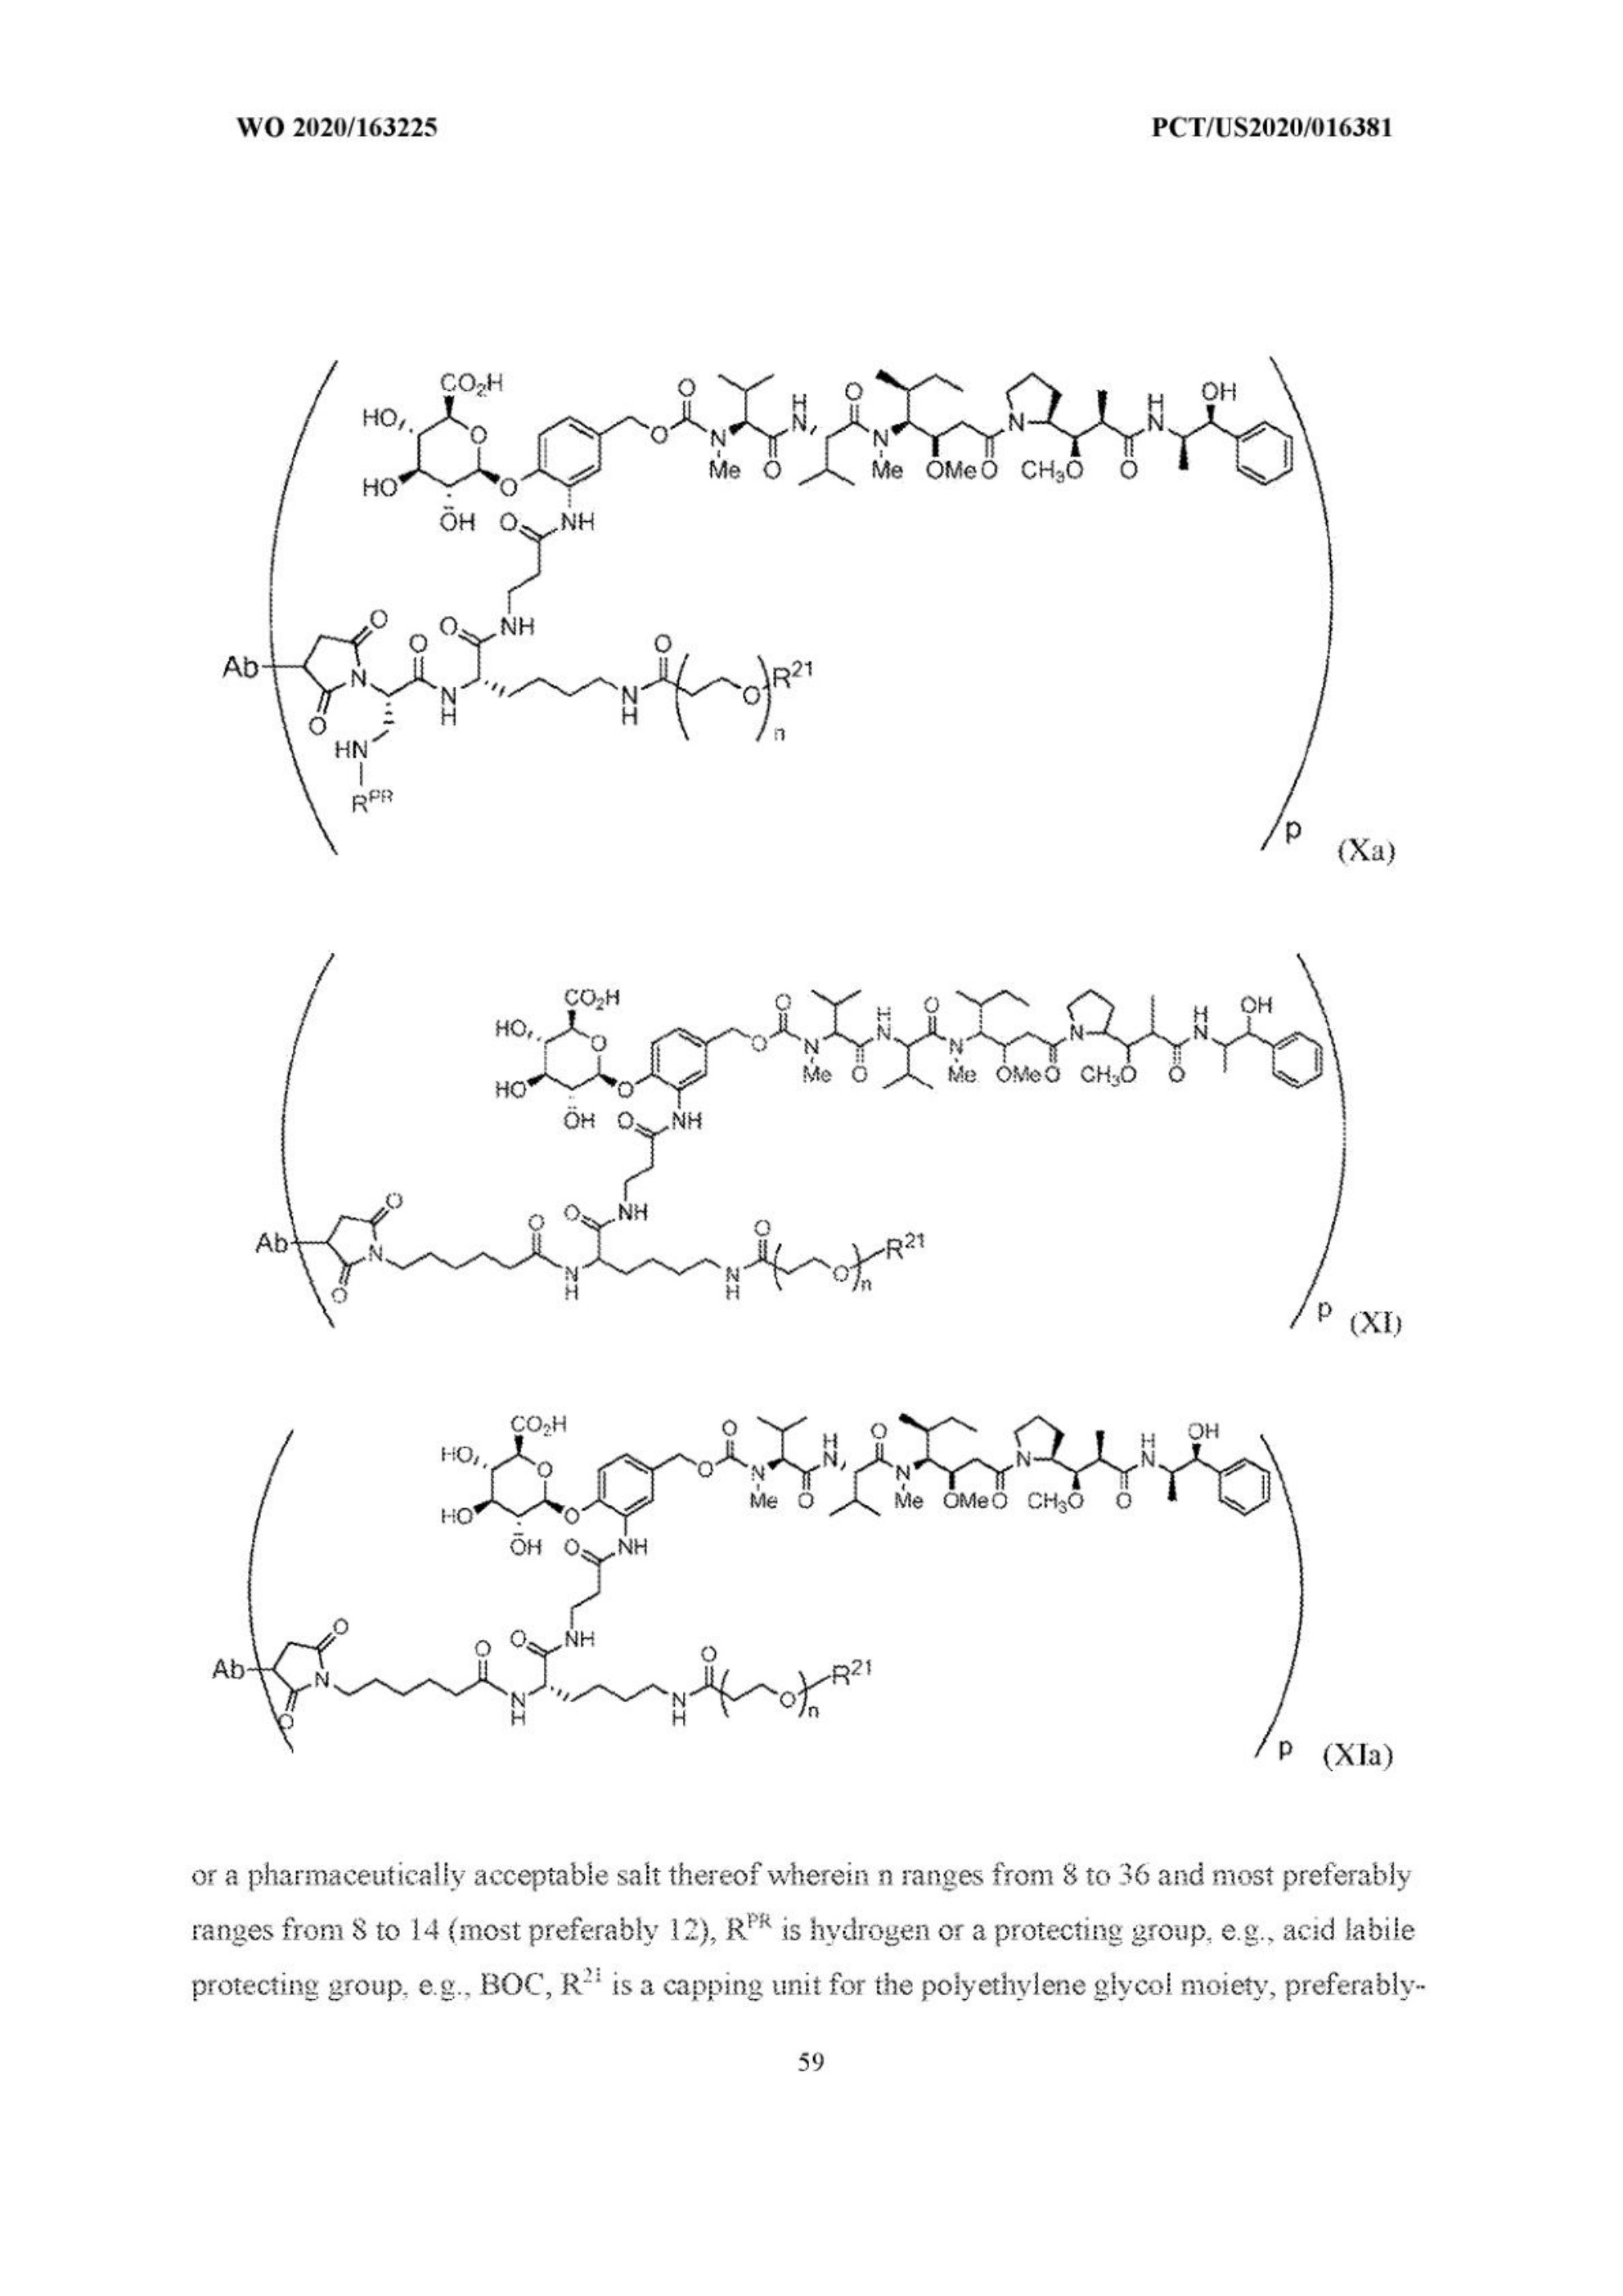 WO 2020/163225 PCT/US2020/016381
CO₂H
HO
O
HO
O
OH
O
O
N
Me
O
H
N
O
N
Me
OMe
O
N
CH₃O
O
H
N
OH
O
NH
O
NH
Ab
O
N
O
O
N
H
N
H
O
O
R²¹
n
HN
Rᴾᴿ
p
(Xa)
CO₂H
HO
O
HO
O
OH
O
O
N
Me
O
H
N
O
N
Me
OMe
O
N
CH₃O
O
H
N
OH
O
NH
O
NH
Ab
O
N
O
O
N
H
N
H
O
O
R²¹
n
p
(XI)
CO₂H
HO
O
HO
O
OH
O
O
N
Me
O
H
N
O
N
Me
OMe
O
N
CH₃O
O
H
N
OH
O
NH
O
NH
Ab
O
N
O
O
N
H
N
H
O
O
R²¹
n
p
(XIa)
or a pharmaceutically acceptable salt thereof wherein n ranges from 8 to 36 and most preferably
ranges from 8 to 14 (most preferably 12), Rᴾᴿ is hydrogen or a protecting group, e.g., acid labile
protecting group, e.g., BOC, R²¹ is a capping unit for the polyethylene glycol moiety, preferably-
59